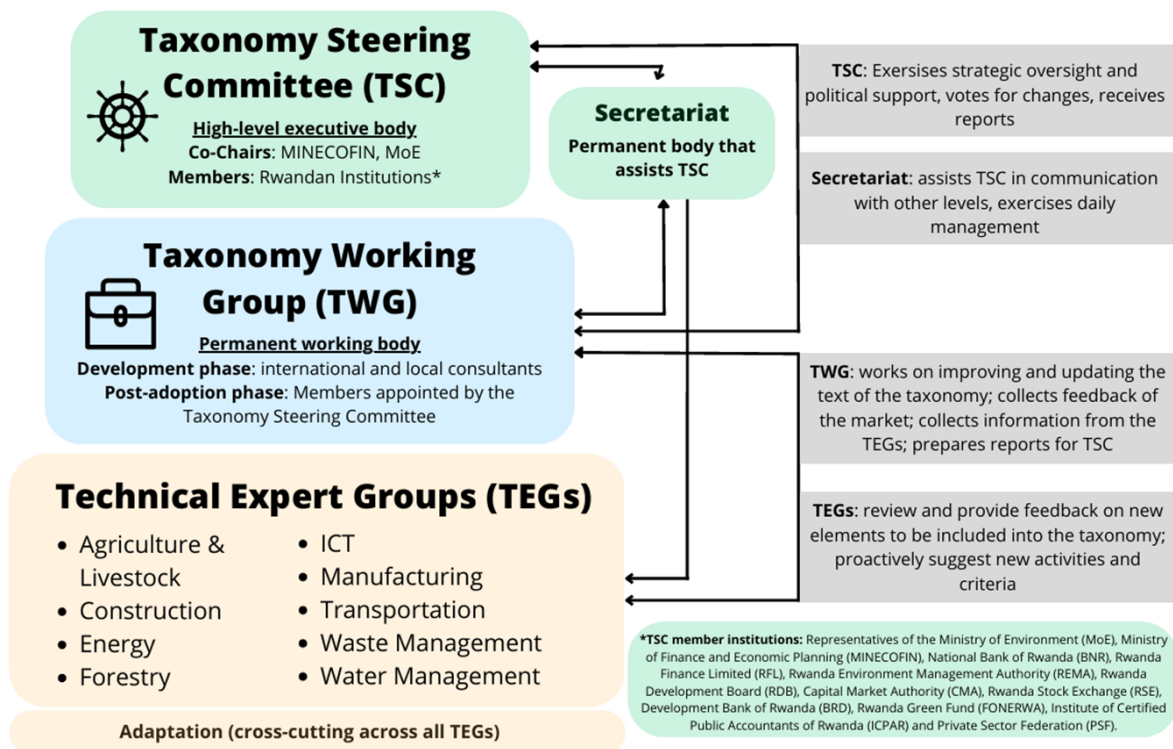 Taxonomy Steering
Committee (TSC)
High-level executive body
Co-Chairs: MINECOFIN, MoE
Members: Rwandan Institutions*
Secretariat
Permanent body that
assists TSC
TSC: Exersises strategic oversight and
political support, votes for changes, receives
reports
Secretariat: assists TSC in communication
with other levels, exercises daily
management
Taxonomy Working
Group (TWG)
Permanent working body
Development phase: international and local consultants
Post-adoption phase: Members appointed by the
Taxonomy Steering Committee
TWG: works on improving and updating the
text of the taxonomy; collects feedback of
the market; collects information from the
TEGs; prepares reports for TSC
Technical Expert Groups (TEGs)
• Agriculture &
Livestock
• Construction
• Energy
• Forestry
• ICT
• Manufacturing
• Transportation
• Waste Management
• Water Management
TEGs: review and provide feedback on new
elements to be included into the taxonomy;
proactively suggest new activities and
criteria
Adaptation (cross-cutting across all TEGs)
*TSC member institutions: Representatives of the Ministry of Environment (MoE), Ministry
of Finance and Economic Planning (MINECOFIN), National Bank of Rwanda (BNR), Rwanda
Finance Limited (RFL), Rwanda Environment Management Authority (REMA), Rwanda
Development Board (RDB), Capital Market Authority (CMA), Rwanda Stock Exchange (RSE),
Development Bank of Rwanda (BRD), Rwanda Green Fund (FONERWA), Institute of Certified
Public Accountants of Rwanda (ICPAR) and Private Sector Federation (PSF).